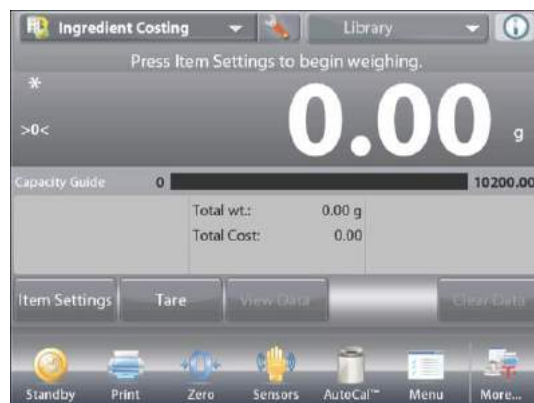 Ingredient Costing Library
Press Item Settings to begin weighing.
*
>0<
0.00 g
Capacity Guide 0 10200.00
Total wt.: 0.00 g
Total Cost: 0.00
Item Settings Tare View Data Clear Data
Standby Print Zero Sensors AutoCal™ Menu More...